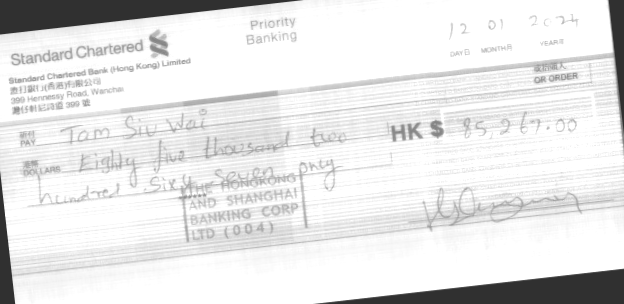 Standard Chartered
Priority
Banking
12 01 2024
DAY日 MONTH月 YEAR年
Standard Chartered Bank (Hong Kong) Limited
渣打銀行(香港)有限公司
399 Hennessy Road, Wanchai
灣仔軒尼詩道 399 號
或持票人
OR ORDER
祈付
PAY Tam Siu Wai
港幣
DOLLARS Eighty five thousand two
HK$ 85,267.00
hundred sixy seven only
THE HONGKONG
AND SHANGHAI
BANKING CORP
LTD (004)